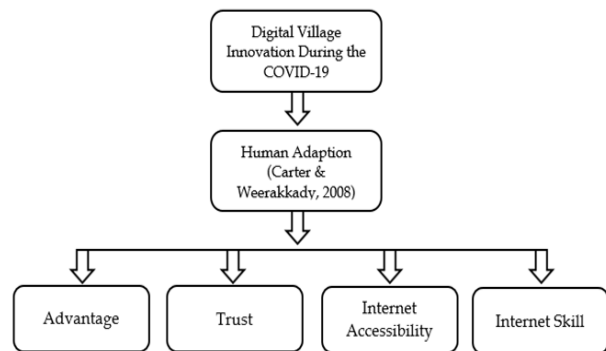 Digital Village
Innovation During the
COVID-19
Human Adaption
(Carter &
Weerakkady, 2008)
Advantage
Trust
Internet
Accessibility
Internet Skill